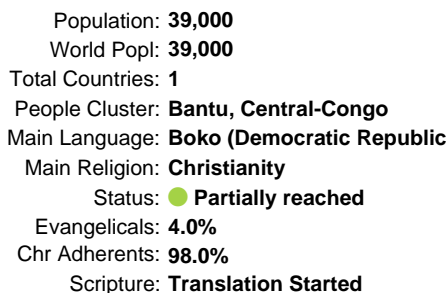 Population: 39,000
World Popl: 39,000
Total Countries: 1
People Cluster: Bantu, Central-Congo
Main Language: Boko (Democratic Republic
Main Religion: Christianity
Status: Partially reached
Evangelicals: 4.0%
Chr Adherents: 98.0%
Scripture: Translation Started